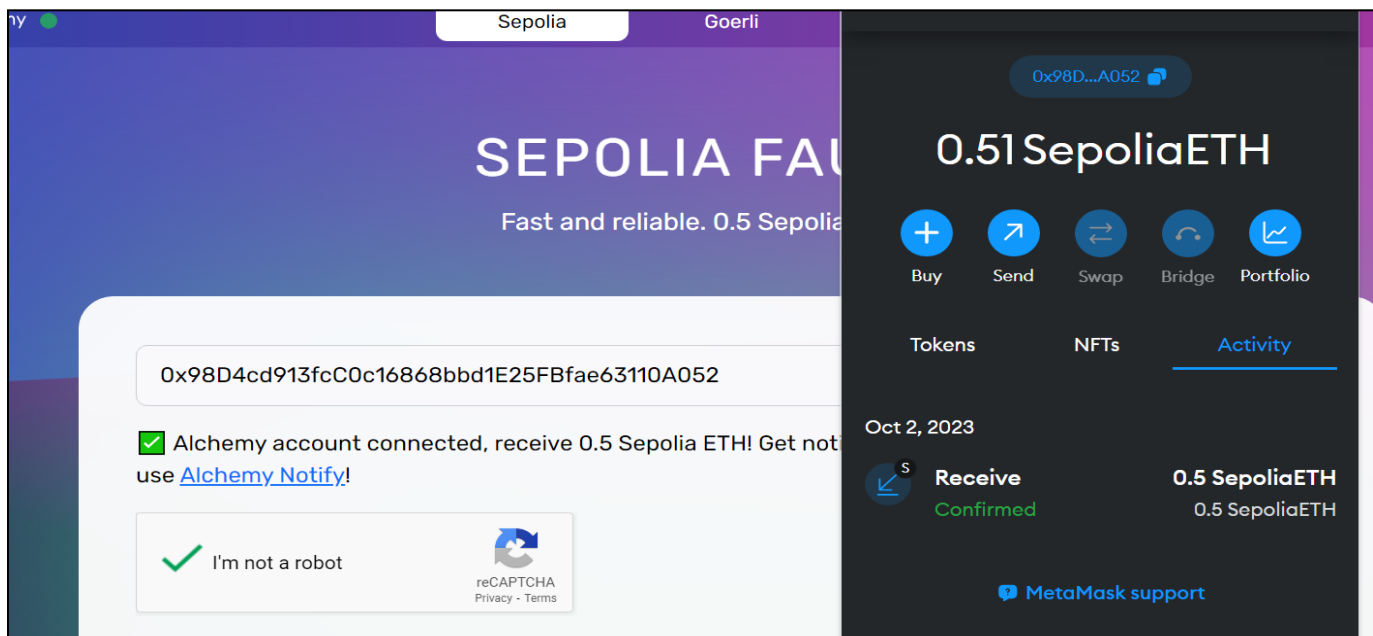 ny
Sepolia
Goerli
SEPOLIA FAU
Fast and reliable. 0.5 Sepolia
0x98D4cd913fcC0c16868bbd1E25FBfae63110A052
Alchemy account connected, receive 0.5 Sepolia ETH! Get noti
use Alchemy Notify!
I'm not a robot
reCAPTCHA
Privacy - Terms
0x98D...A052
0.51 SepoliaETH
Buy
Send
Swap
Bridge
Portfolio
Tokens
NFTs
Activity
Oct 2, 2023
S
Receive
0.5 SepoliaETH
Confirmed
0.5 SepoliaETH
MetaMask support